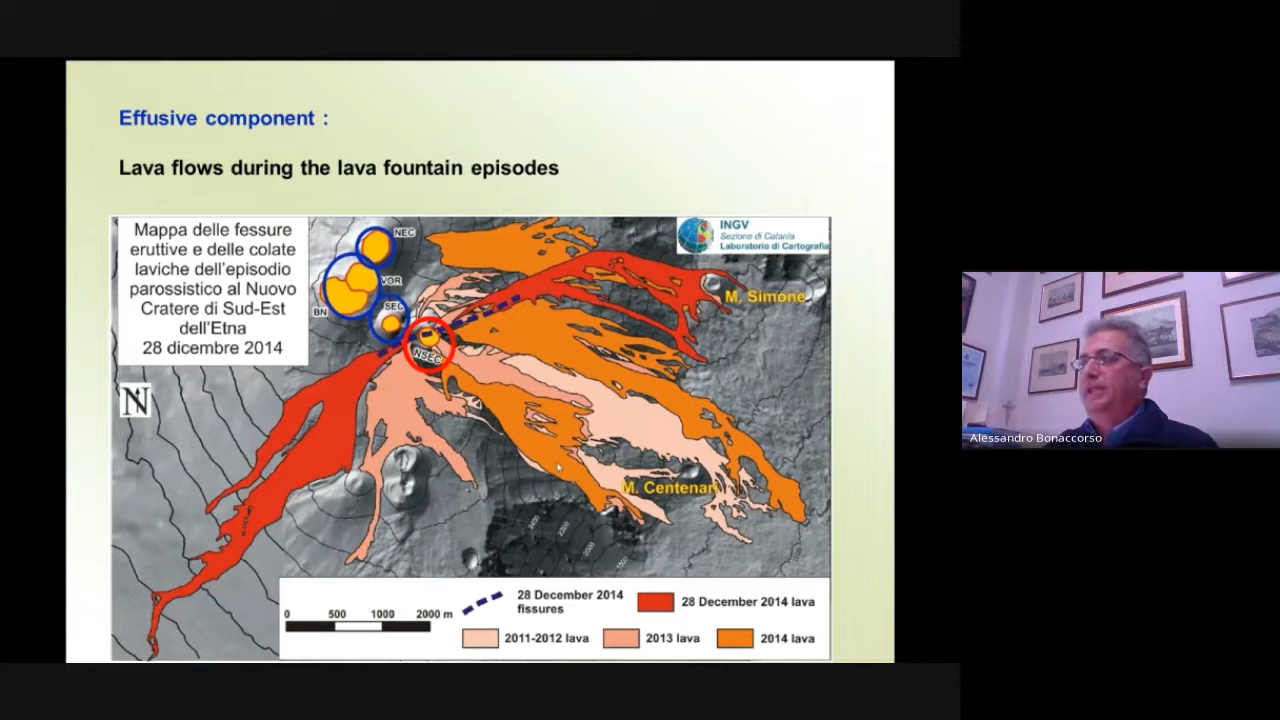 Effusive component :
Lava flows during the lava fountain episodes
Mappa delle fessure
eruttive e delle colate
laviche dell'episodio
parossistico al Nuovo
Cratere di Sud-Est
dell'Etna
28 dicembre 2014
NEC
VOR
BN
SEC
NSEC
INGV
Sezione di Catania
Laboratorio di Cartografia
M. Simone
N
M. Centenari
2400
2200
2000
0 500 1000 2000 m
28 December 2014
fissures
28 December 2014 lava
2011-2012 lava
2013 lava
2014 lava
Alessandro Bonaccorso